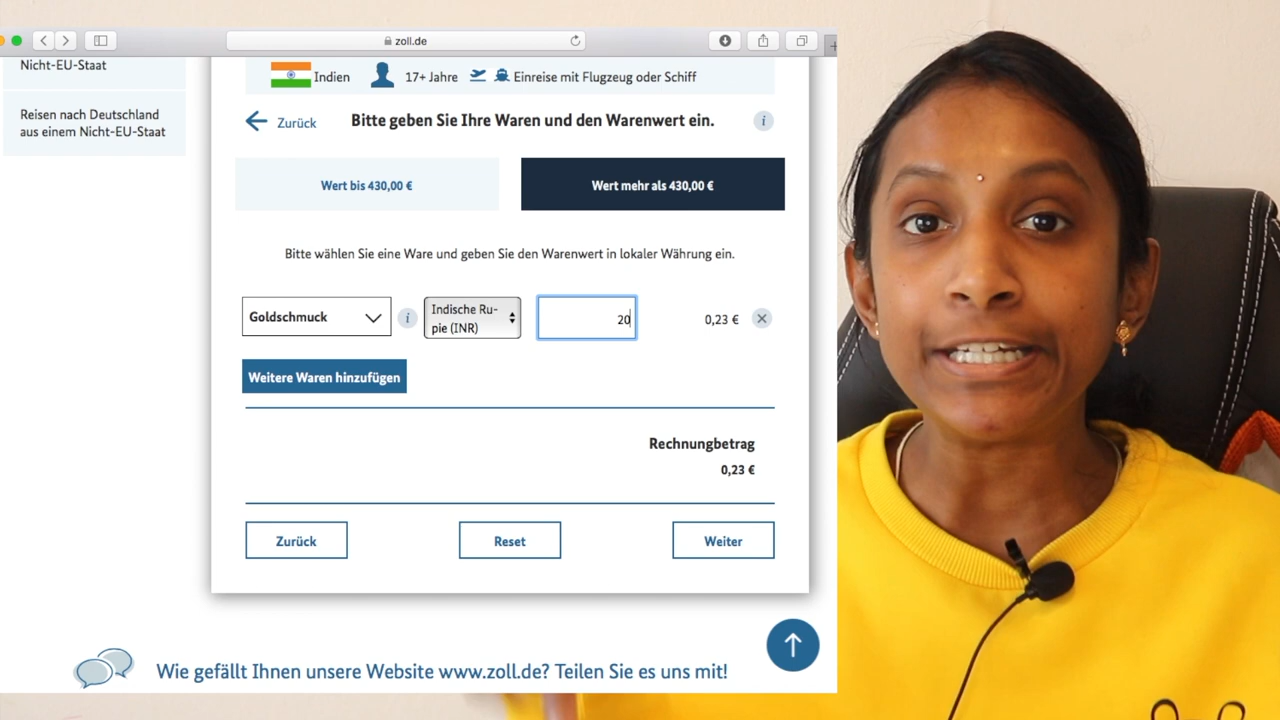 zoll.de
Nicht-EU-Staat
Reisen nach Deutschland
aus einem Nicht-EU-Staat
Indien
17+ Jahre
Einreise mit Flugzeug oder Schiff
Zurück
Bitte geben Sie Ihre Waren und den Warenwert ein.
i
Wert bis 430,00 €
Wert mehr als 430,00 €
Bitte wählen Sie eine Ware und geben Sie den Warenwert in lokaler Währung ein.
Goldschmuck
i
Indische Ru-
pie (INR)
20
0,23 €
Weitere Waren hinzufügen
Rechnungbetrag
0,23 €
Zurück
Reset
Weiter
Wie gefällt Ihnen unsere Website www.zoll.de? Teilen Sie es uns mit!